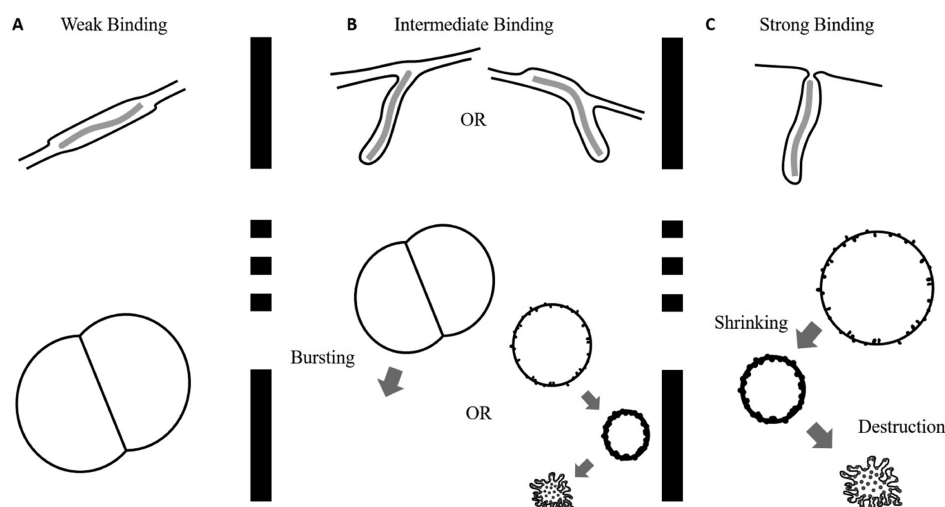 A Weak Binding
B Intermediate Binding
C Strong Binding
OR
Shrinking
Bursting
OR
Destruction